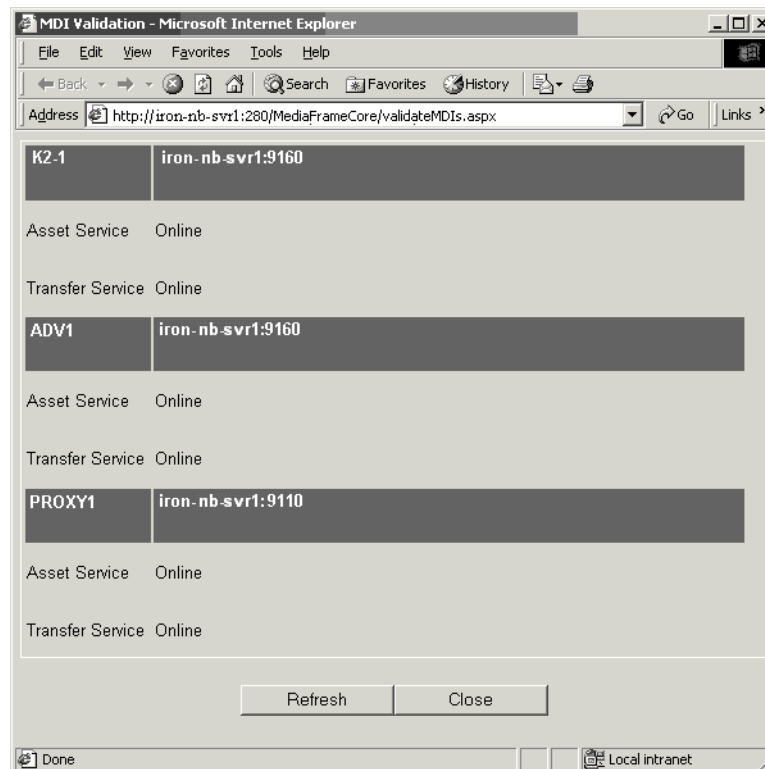 MDI Validation - Microsoft Internet Explorer
File Edit View Favorites Tools Help
Back Search Favorites History
Address http://iron-nb-svr1:280/MediaFrameCore/validateMDIs.aspx Go Links »
K2-1 iron-nb-svr1:9160
Asset Service Online
Transfer Service Online
ADV1 iron-nb-svr1:9160
Asset Service Online
Transfer Service Online
PROXY1 iron-nb-svr1:9110
Asset Service Online
Transfer Service Online
Refresh Close
Done Local intranet